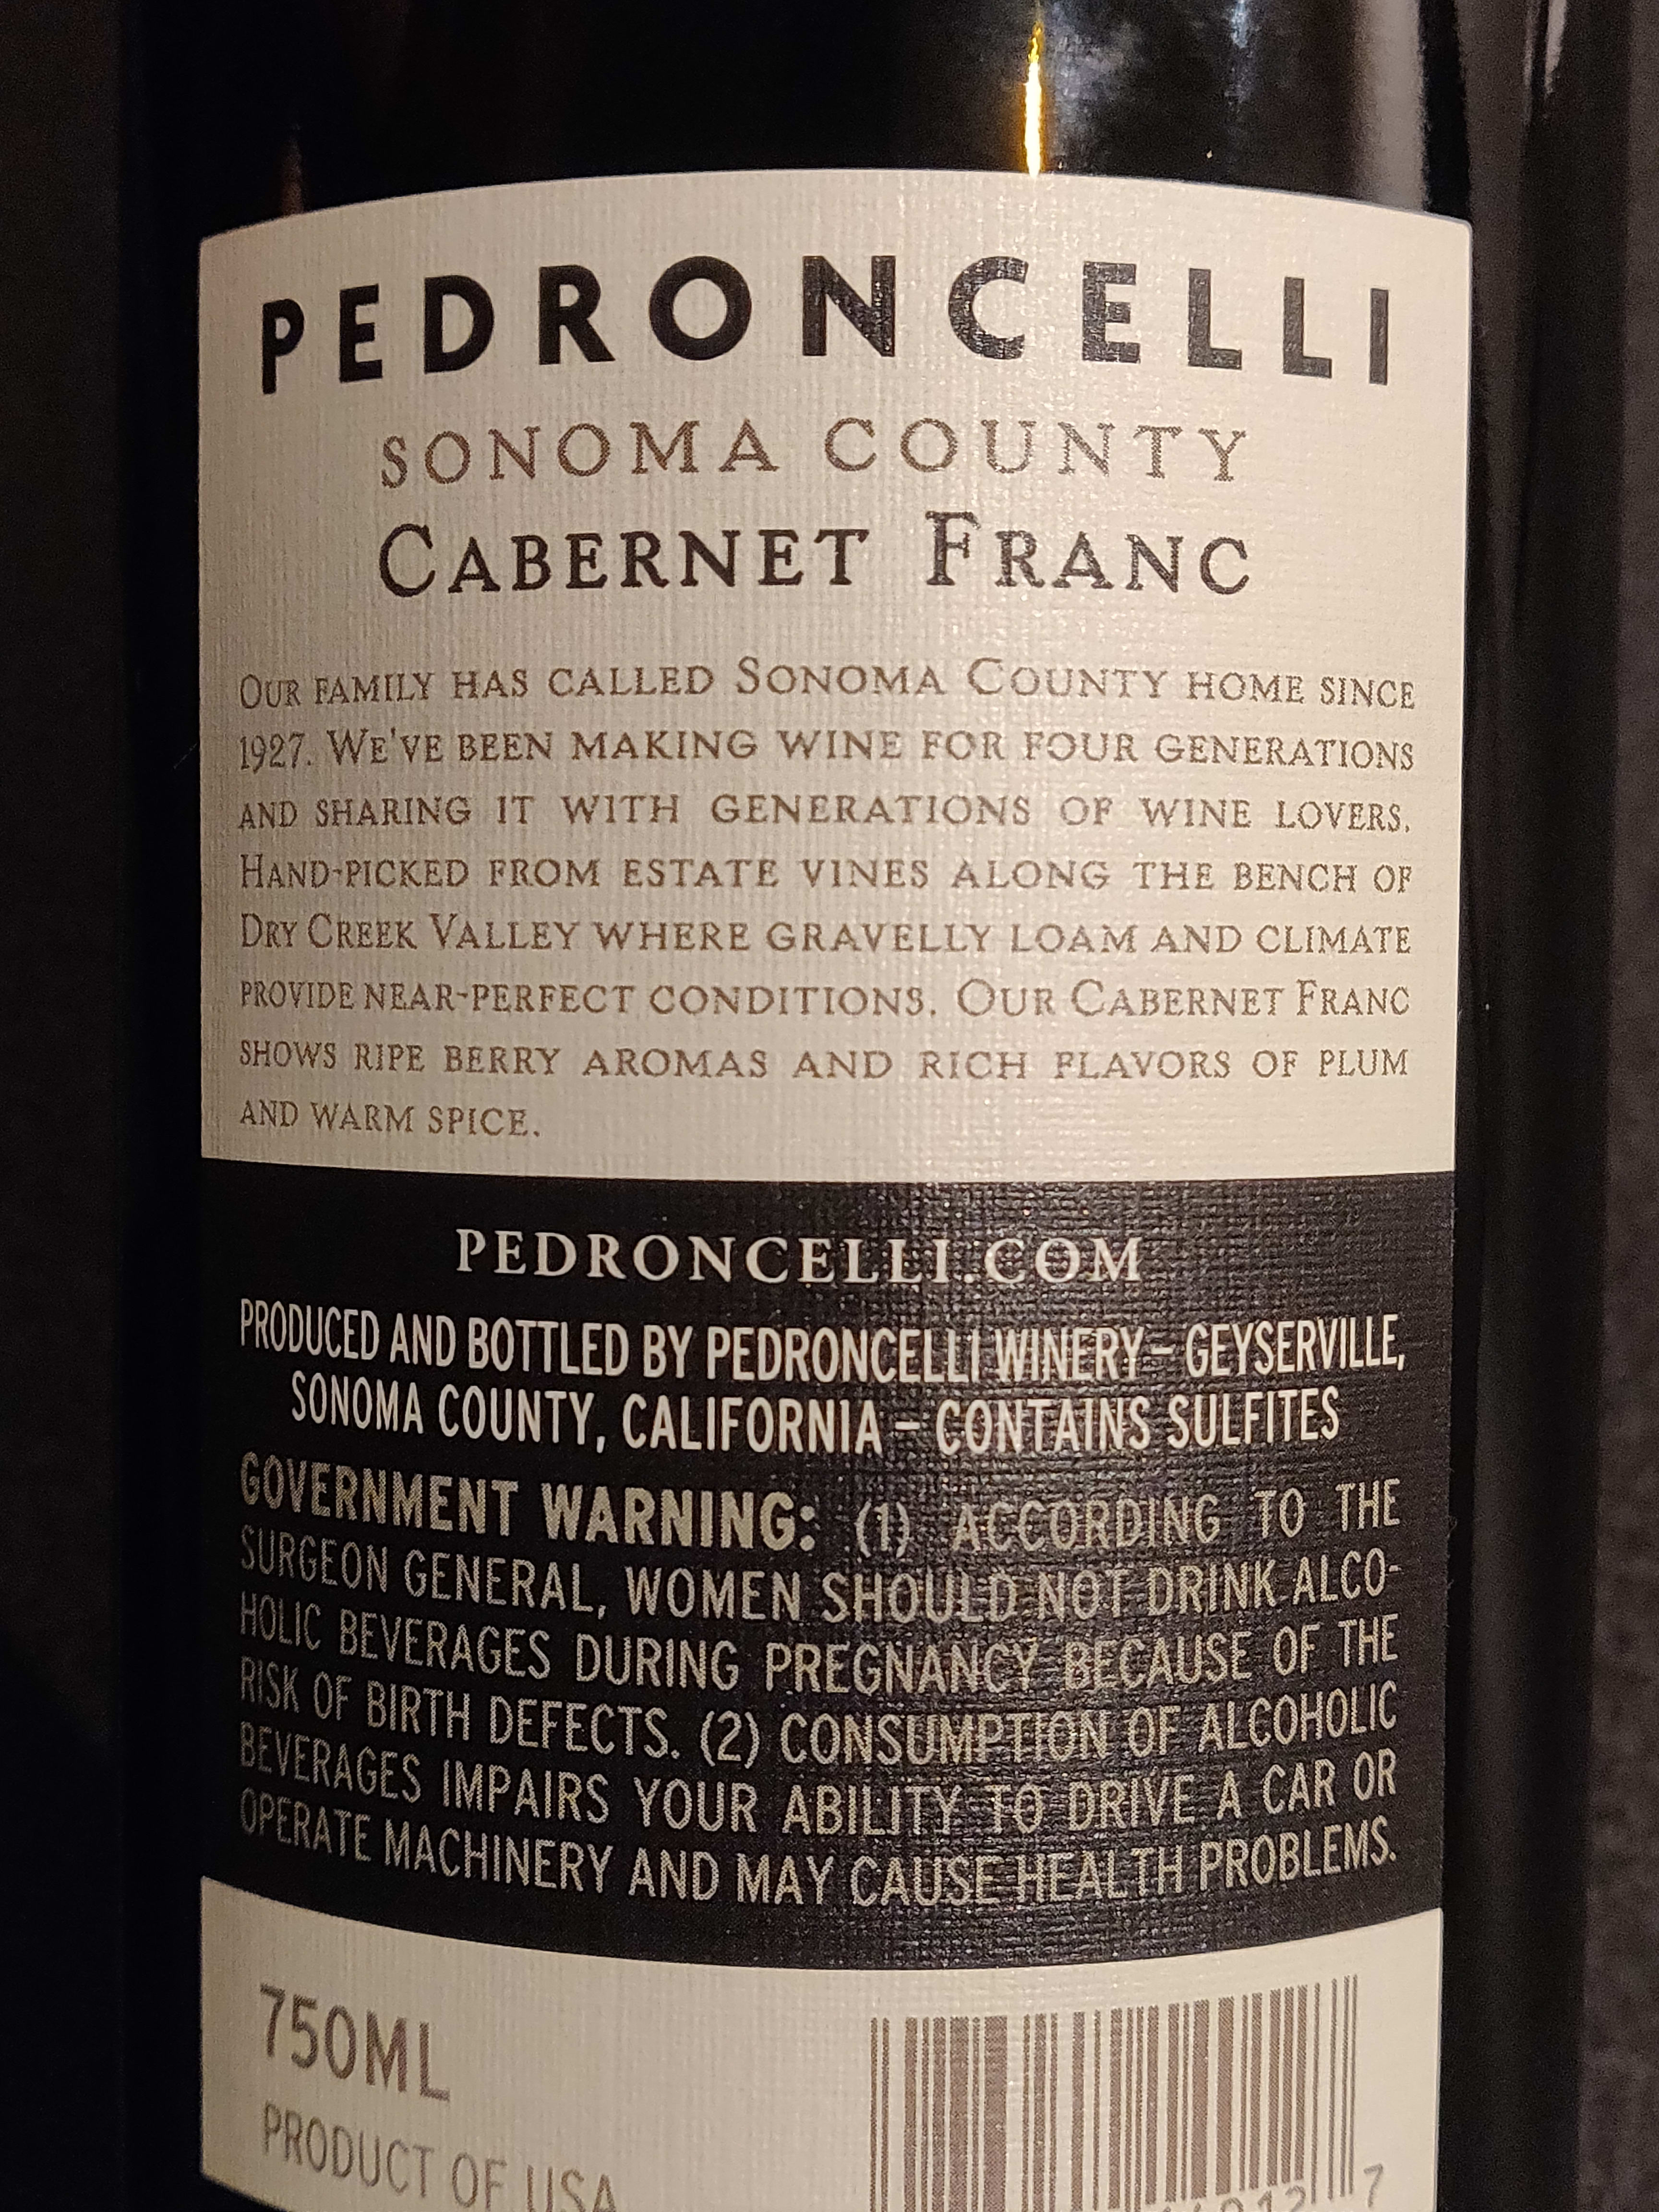 PEDRONCELLI
SONOMA COUNTY
CABERNET FRANC
OUR FAMILY HAS CALLED SONOMA COUNTY HOME SINCE
1927. WE'VE BEEN MAKING WINE FOR FOUR GENERATIONS
AND SHARING IT WITH GENERATIONS OF WINE LOVERS.
HAND-PICKED FROM ESTATE VINES ALONG THE BENCH OF
DRY CREEK VALLEY WHERE GRAVELLY LOAM AND CLIMATE
PROVIDE NEAR-PERFECT CONDITIONS. OUR CABERNET FRANC
SHOWS RIPE BERRY AROMAS AND RICH FLAVORS OF PLUM
AND WARM SPICE.
PEDRONCELLI.COM
PRODUCED AND BOTTLED BY PEDRONCELLI WINERY – GEYSERVILLE,
SONOMA COUNTY, CALIFORNIA – CONTAINS SULFITES
GOVERNMENT WARNING: (1) ACCORDING TO THE
SURGEON GENERAL, WOMEN SHOULD NOT DRINK ALCO-
HOLIC BEVERAGES DURING PREGNANCY BECAUSE OF THE
RISK OF BIRTH DEFECTS. (2) CONSUMPTION OF ALCOHOLIC
BEVERAGES IMPAIRS YOUR ABILITY TO DRIVE A CAR OR
OPERATE MACHINERY AND MAY CAUSE HEALTH PROBLEMS.
750ML
PRODUCT OF USA
7